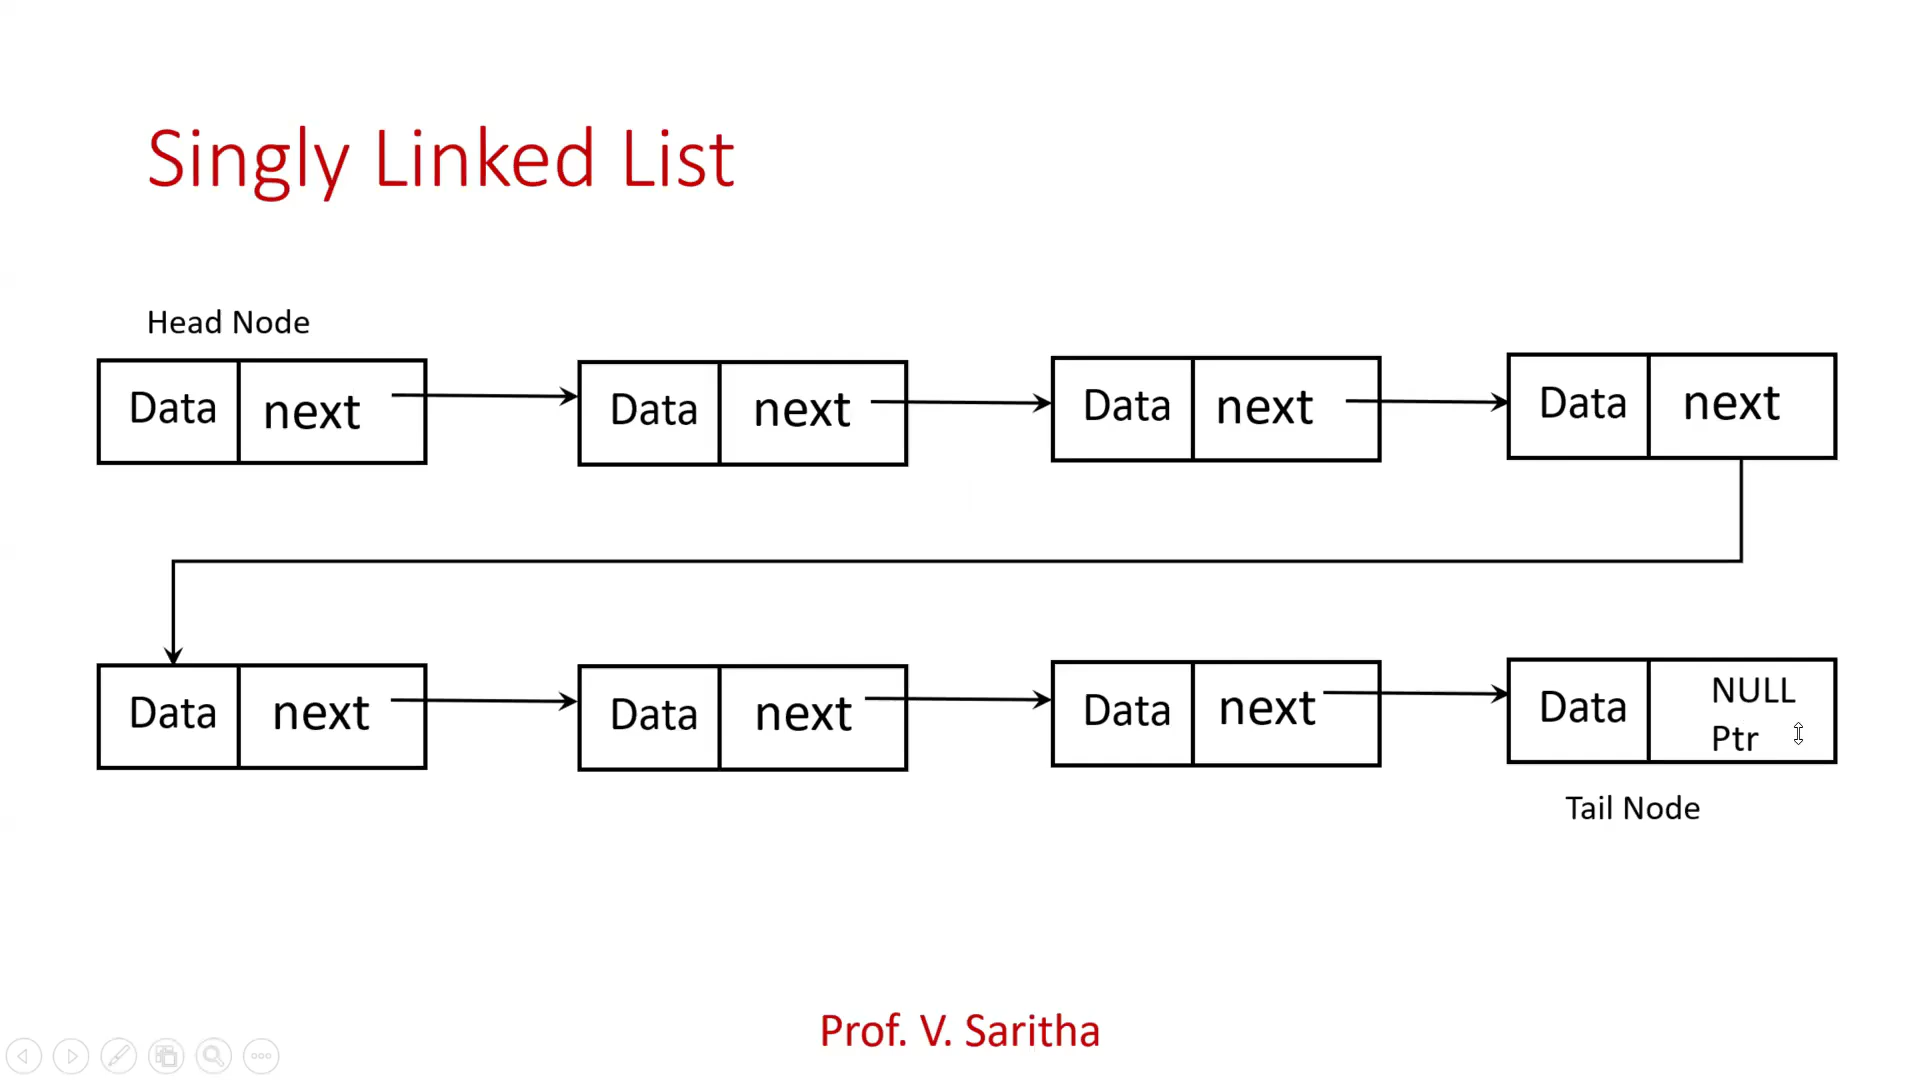 Singly Linked List
Head Node
Data next Data next Data next Data next
Data next Data next Data next Data NULL
Ptr
Tail Node
Prof. V. Saritha